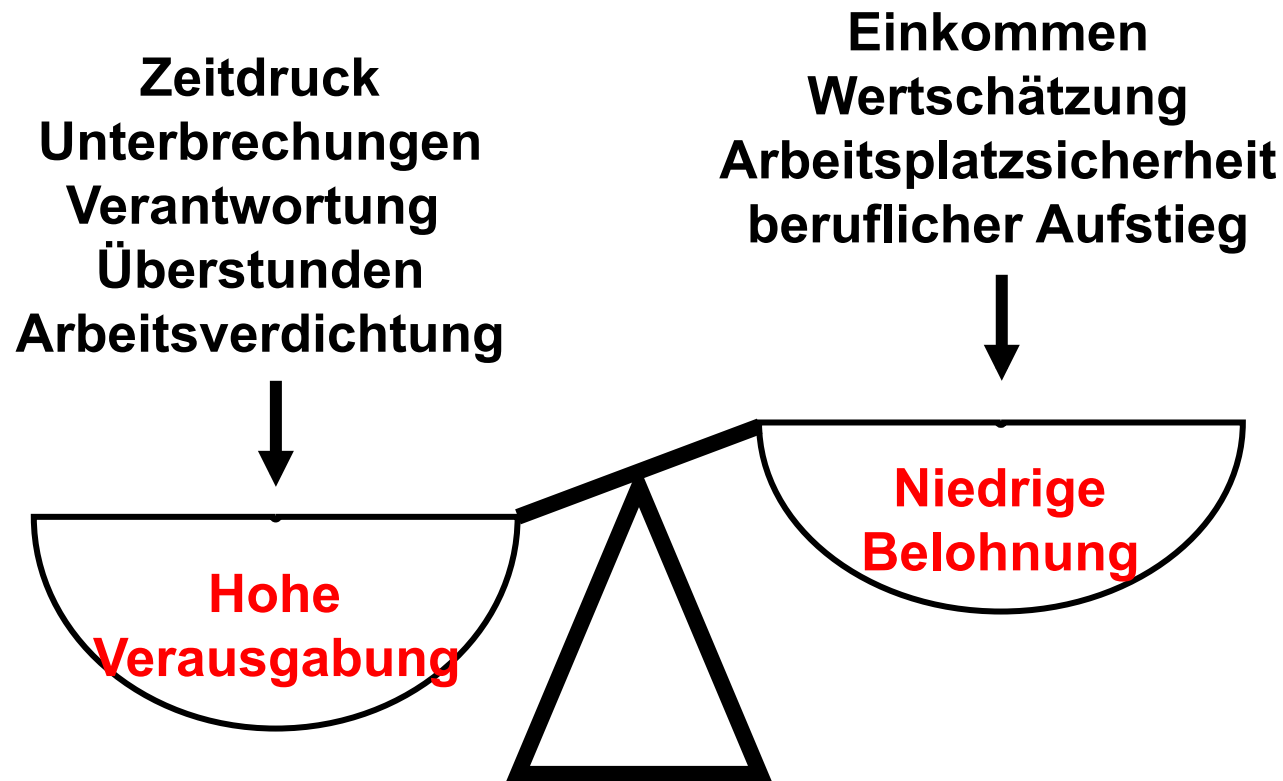 Zeitdruck
Unterbrechungen
Verantwortung
Überstunden
Arbeitsverdichtung
Einkommen
Wertschätzung
Arbeitsplatzsicherheit
beruflicher Aufstieg
Hohe
Verausgabung
Niedrige
Belohnung